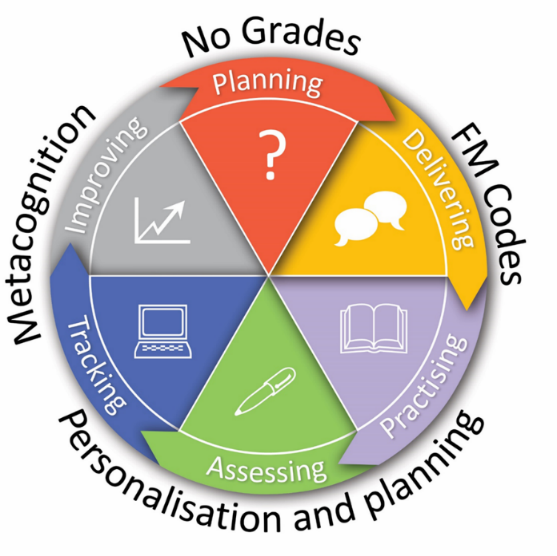 No Grades
Planning
?
Delivering
FM Codes
Practising
Assessing
Personalisation and planning
Tracking
Improving
Metacognition